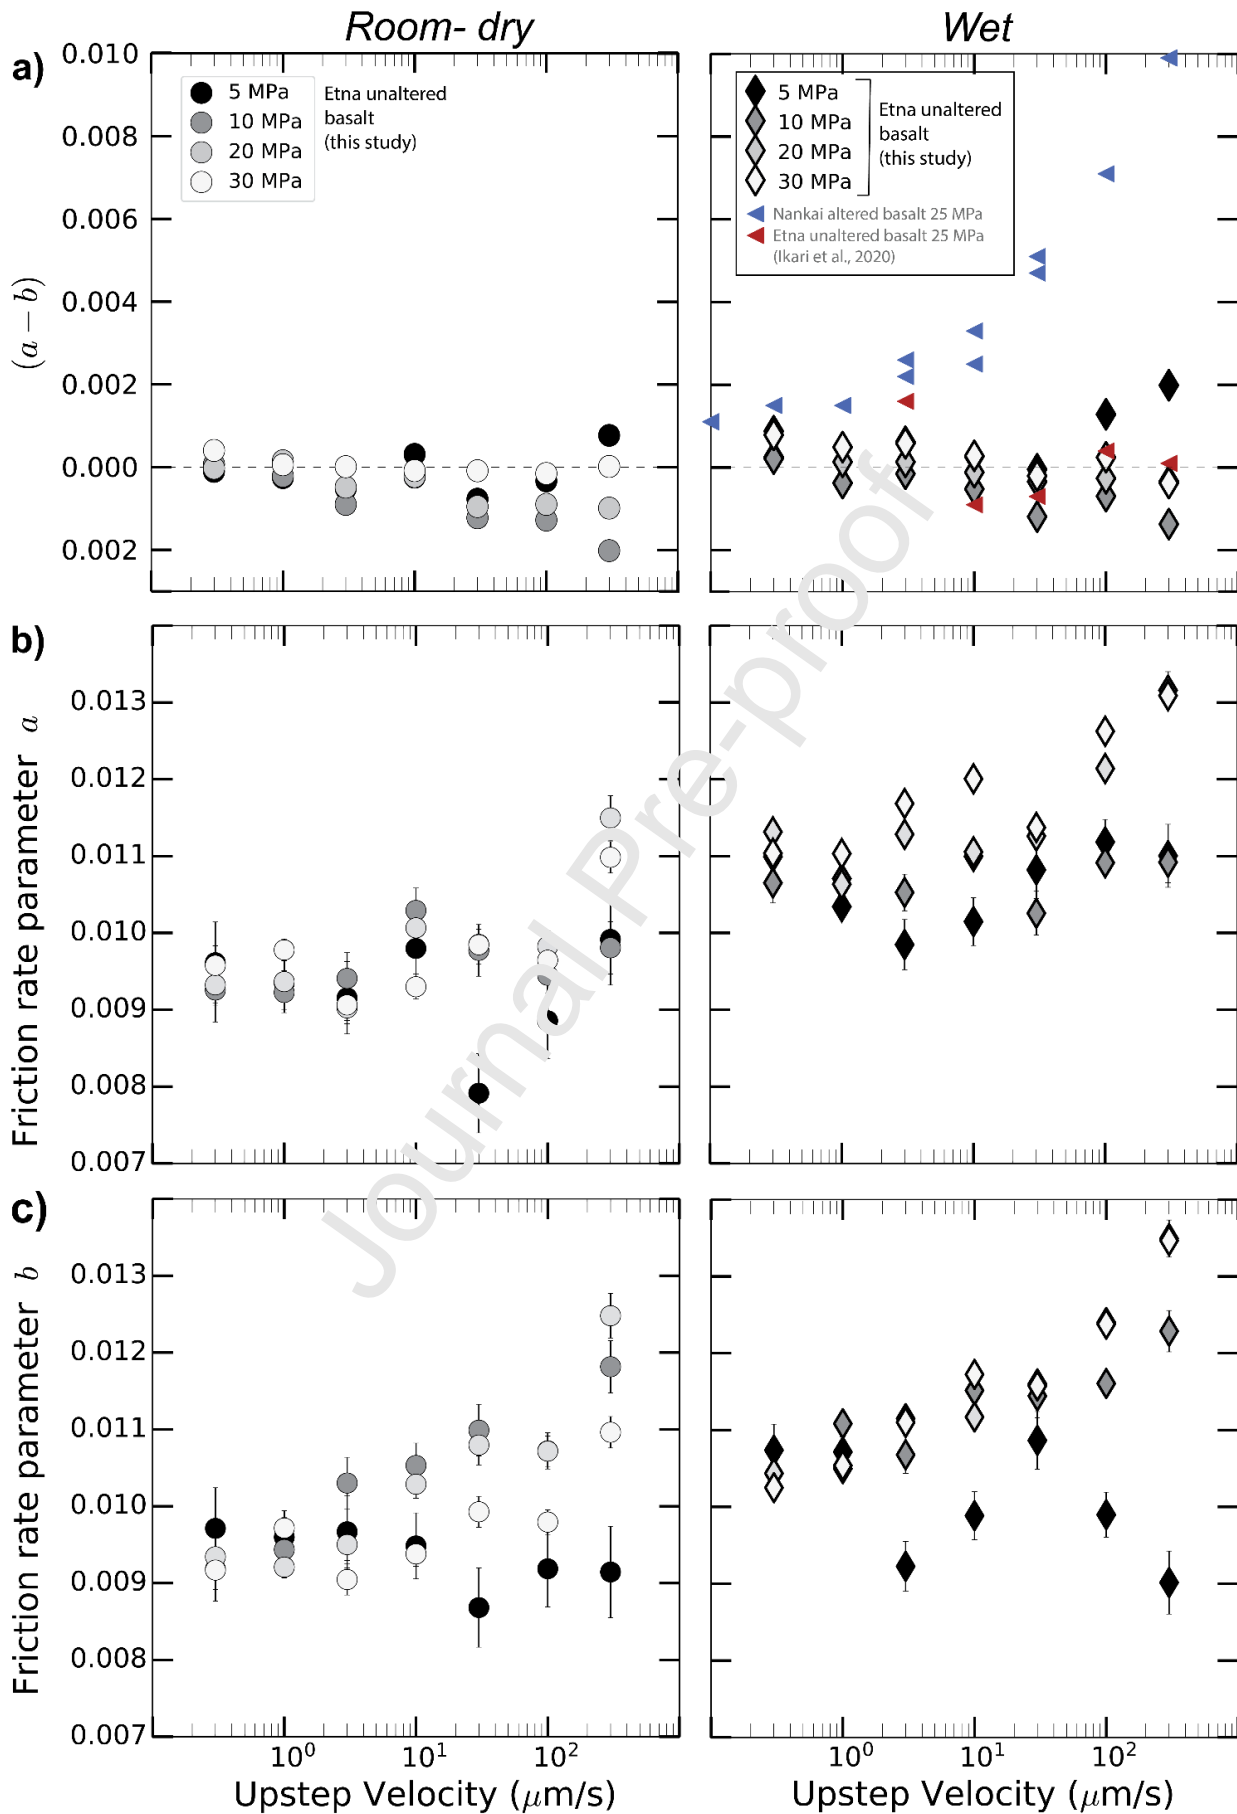 Room- dry
Wet
a)
0.010
0.008
0.006
0.004
0.002
0.000
0.002
(a − b)
5 MPa
10 MPa
20 MPa
30 MPa
Etna unaltered
basalt
(this study)
5 MPa
10 MPa
20 MPa
30 MPa
Etna unaltered
basalt
(this study)
Nankai altered basalt 25 MPa
Etna unaltered basalt 25 MPa
(Ikari et al., 2020)
b)
0.013
0.012
0.011
0.010
0.009
0.008
0.007
Friction rate parameter a
Journal Pre-proof
c)
0.013
0.012
0.011
0.010
0.009
0.008
0.007
Friction rate parameter b
10⁰ 10¹ 10²
10⁰ 10¹ 10²
Upstep Velocity (μm/s)
Upstep Velocity (μm/s)